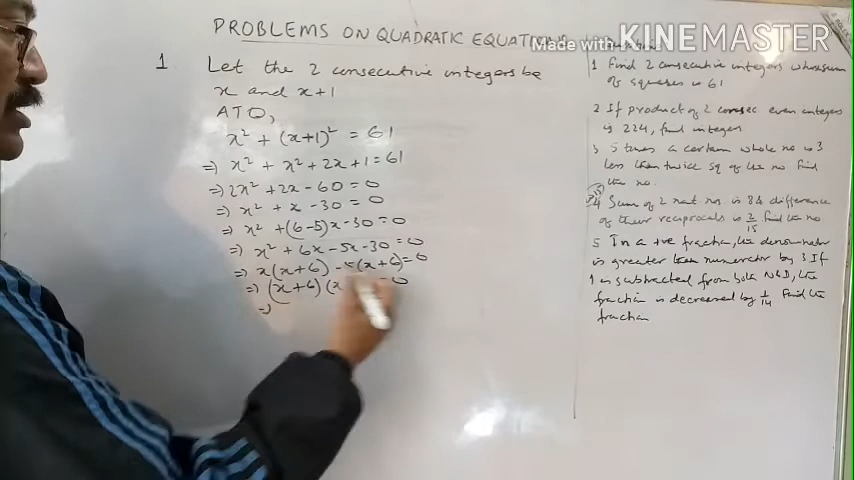 PROBLEMS ON QUADRATIC EQUATIONS
Made with KINEMASTER
1 Let the 2 consecutive integers be
x and x+1
ATQ,
x² + (x+1)² = 61
=) x² + x² + 2x + 1 = 61
=) 2x² + 2x - 60 = 0
=) x² + x - 30 = 0
=) x² + (6-5)x - 30 = 0
=) x² + 6x - 5x - 30 = 0
=) x(x+6) - 5(x+6) = 0
=) (x+6)(x = 0
=)
1 Find 2 consecutive integers whose sum
of squares is 61
2 If product of 2 consec even integers
is 224, find integers
3 5 times a certain whole no is 3
less than twice sq of the no find
the no.
4 Sum of 2 nat nos. is 8 difference
of their reciprocals is 2/15 find the no
5 In a +ve fraction, the denominator
is greater than numerator by 3 If
1 is subtracted from both N & D, the
fraction is decreased by 1/14 Find the
fraction